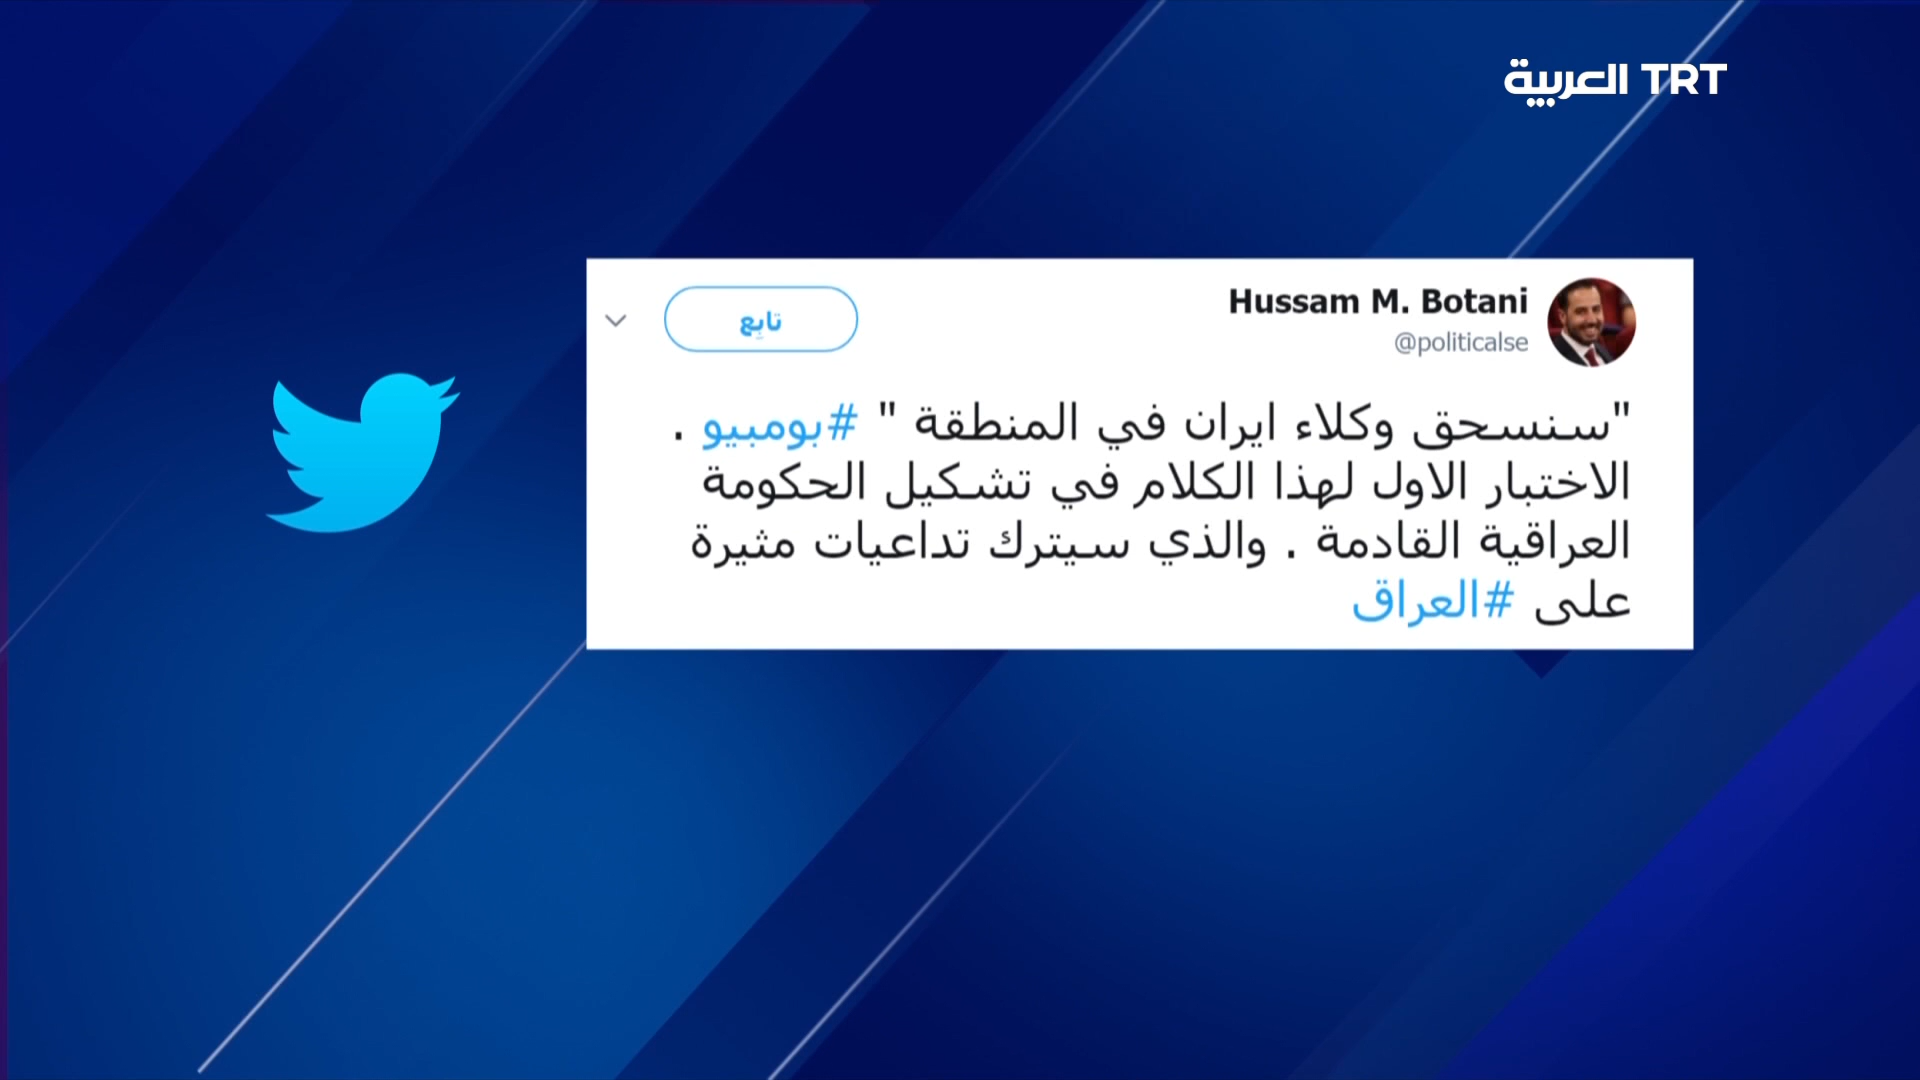 TRT العربية
Hussam M. Botani
@politicalse
تابِع
"سنسحق وكلاء ايران في المنطقة " #بومبيو .
الاختبار الاول لهذا الكلام في تشكيل الحكومة
العراقية القادمة . والذي سيترك تداعيات مثيرة
على #العراق